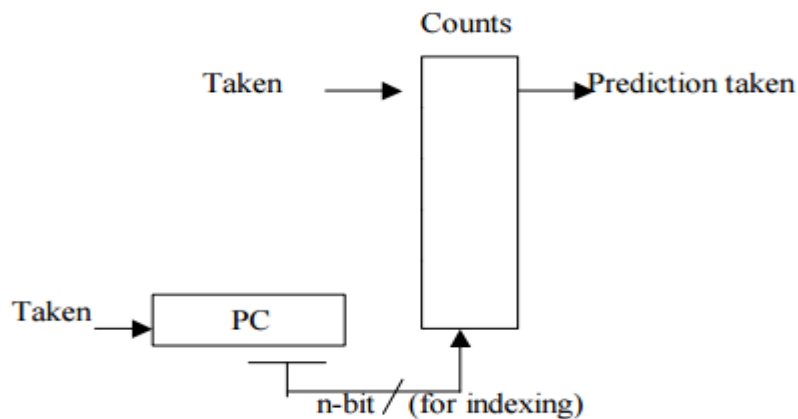 Counts
Taken
Prediction taken
Taken
PC
n-bit (for indexing)